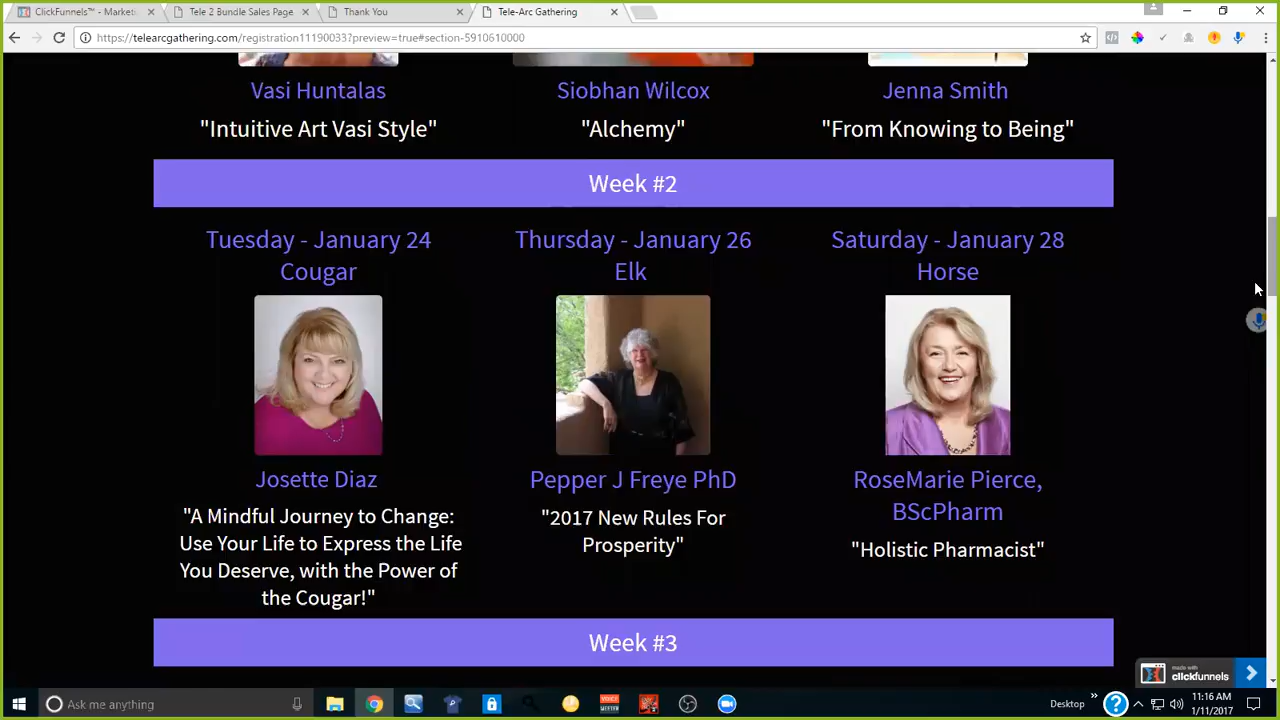 ClickFunnels™ - Marketi
Tele 2 Bundle Sales Page
Thank You
Tele-Arc Gathering
https://telearcgathering.com/registration11190033?preview=true#section-5910610000
Vasi Huntalas
Siobhan Wilcox
Jenna Smith
"Intuitive Art Vasi Style"
"Alchemy"
"From Knowing to Being"
Week #2
Tuesday - January 24
Cougar
Thursday - January 26
Elk
Saturday - January 28
Horse
Josette Diaz
"A Mindful Journey to Change:
Use Your Life to Express the Life
You Deserve, with the Power of
the Cougar!"
Pepper J Freye PhD
"2017 New Rules For
Prosperity"
RoseMarie Pierce,
BScPharm
"Holistic Pharmacist"
Week #3
made with
clickfunnels
Ask me anything
VOICE
MEETER
Desktop
11:16 AM
1/11/2017